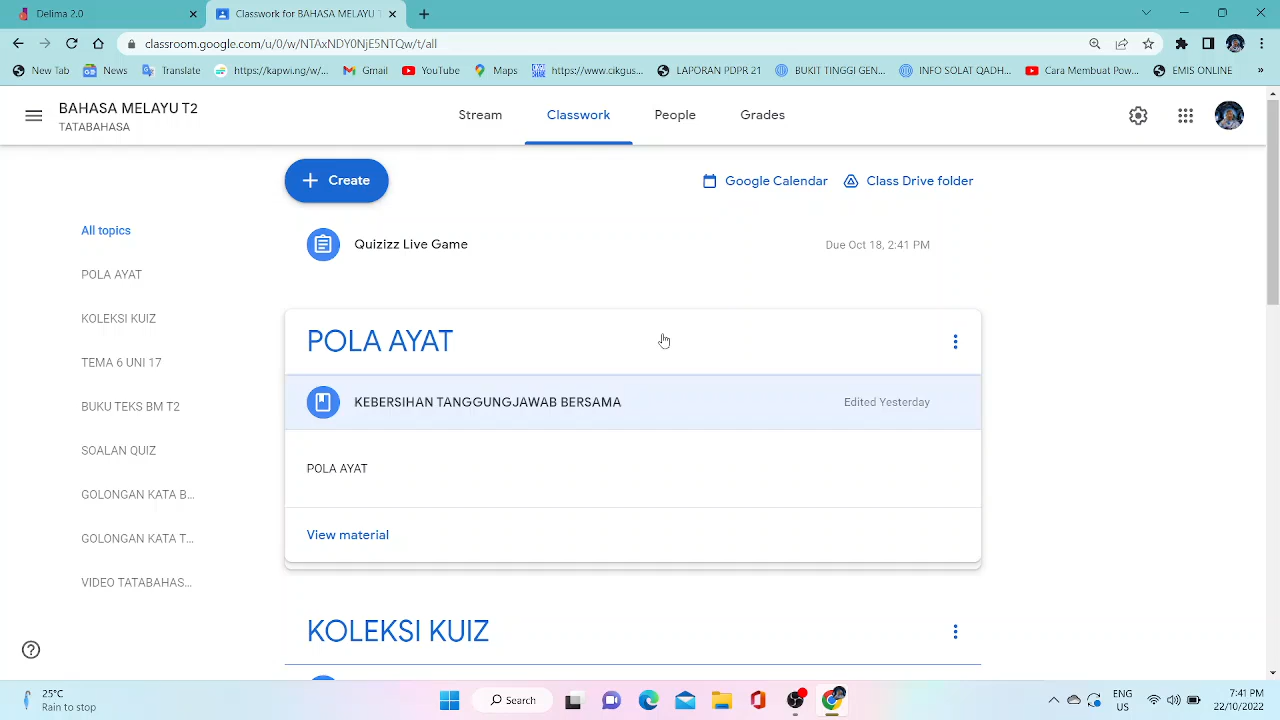 Delima 2.0
Classwork for BAHASA MELAYU T
classroom.google.com/u/0/w/NTAxNDY0NjE5NTQw/t/all
New Tab
News
Translate
https://kapwing.ag/...
Gmail
YouTube
Maps
https://www.cikgus...
LAPORAN PDPR 21
BUKIT TINGGI GEN...
INFO SOLAT QADH...
Cara Membuat Pow...
EMIS ONLINE
»
BAHASA MELAYU T2
TATABAHASA
Stream
Classwork
People
Grades
Create
Google Calendar
Class Drive folder
All topics
POLA AYAT
KOLEKSI KUIZ
TEMA 6 UNI 17
BUKU TEKS BM T2
SOALAN QUIZ
GOLONGAN KATA B...
GOLONGAN KATA T...
VIDEO TATABAHAS...
Quizizz Live Game
Due Oct 18, 2:41 PM
POLA AYAT
KEBERSIHAN TANGGUNGJAWAB BERSAMA
Edited Yesterday
POLA AYAT
View material
KOLEKSI KUIZ
25°C
Rain to stop
Search
ENG
US
7:41 PM
22/10/2022